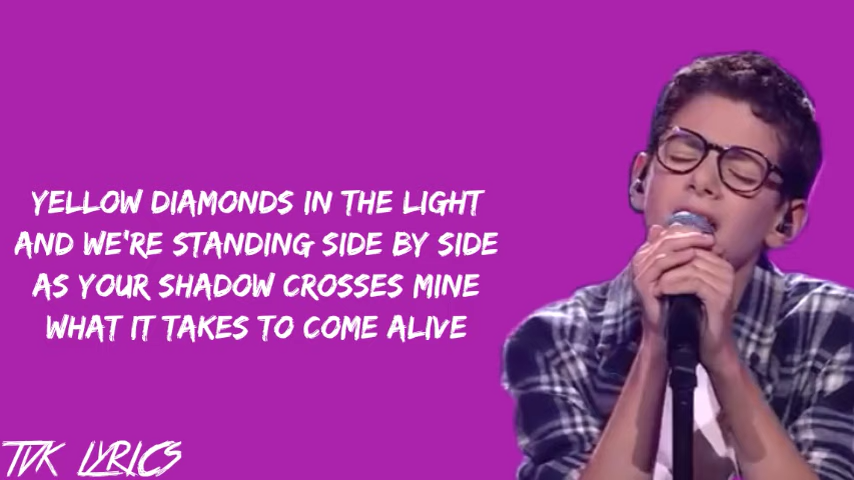 YELLOW DIAMONDS IN THE LIGHT
AND WE'RE STANDING SIDE BY SIDE
AS YOUR SHADOW CROSSES MINE
WHAT IT TAKES TO COME ALIVE
TVK LYRICS